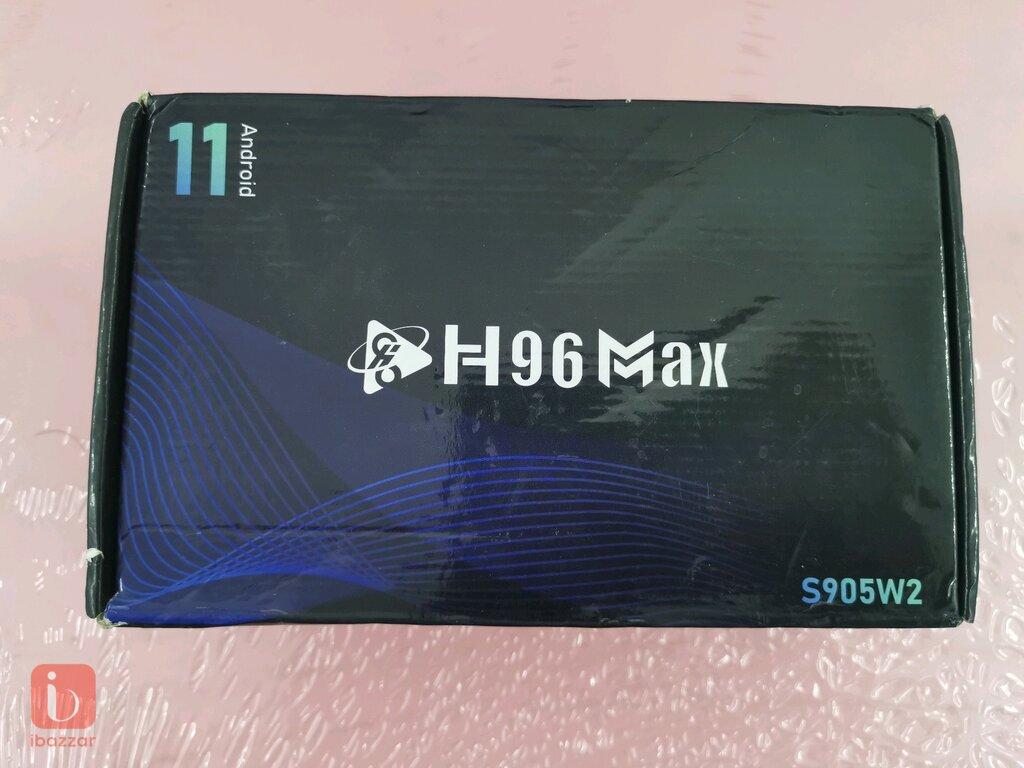 11
Android
H96 Max
S905W2
ibazzar